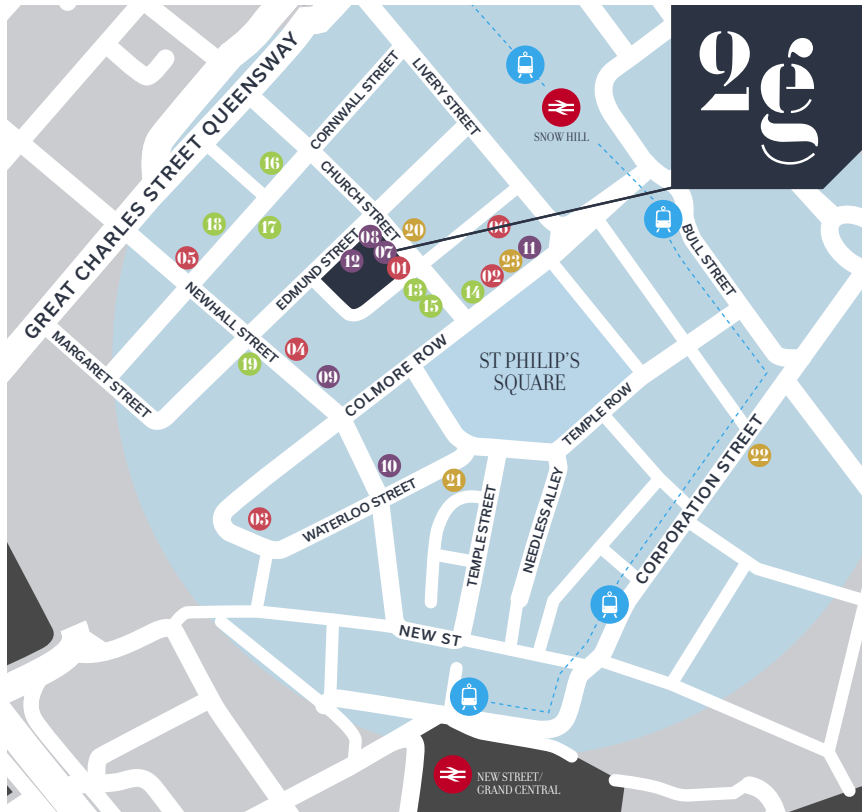 2
eg
SNOW HILL
LIVERY STREET
CORNWALL STREET
GREAT CHARLES STREET QUEENSWAY
CHURCH STREET
16
18
17
20
06
08
07
12
01
05
EDMUND STREET
23
11
02
13
14
15
BULL STREET
NEWHALL STREET
MARGARET STREET
04
19
09
COLMORE ROW
ST PHILIP'S
SQUARE
TEMPLE ROW
10
21
22
WATERLOO STREET
03
TEMPLE STREET
NEEDLESS ALLEY
CORPORATION STREET
NEW ST
NEW STREET/
GRAND CENTRAL